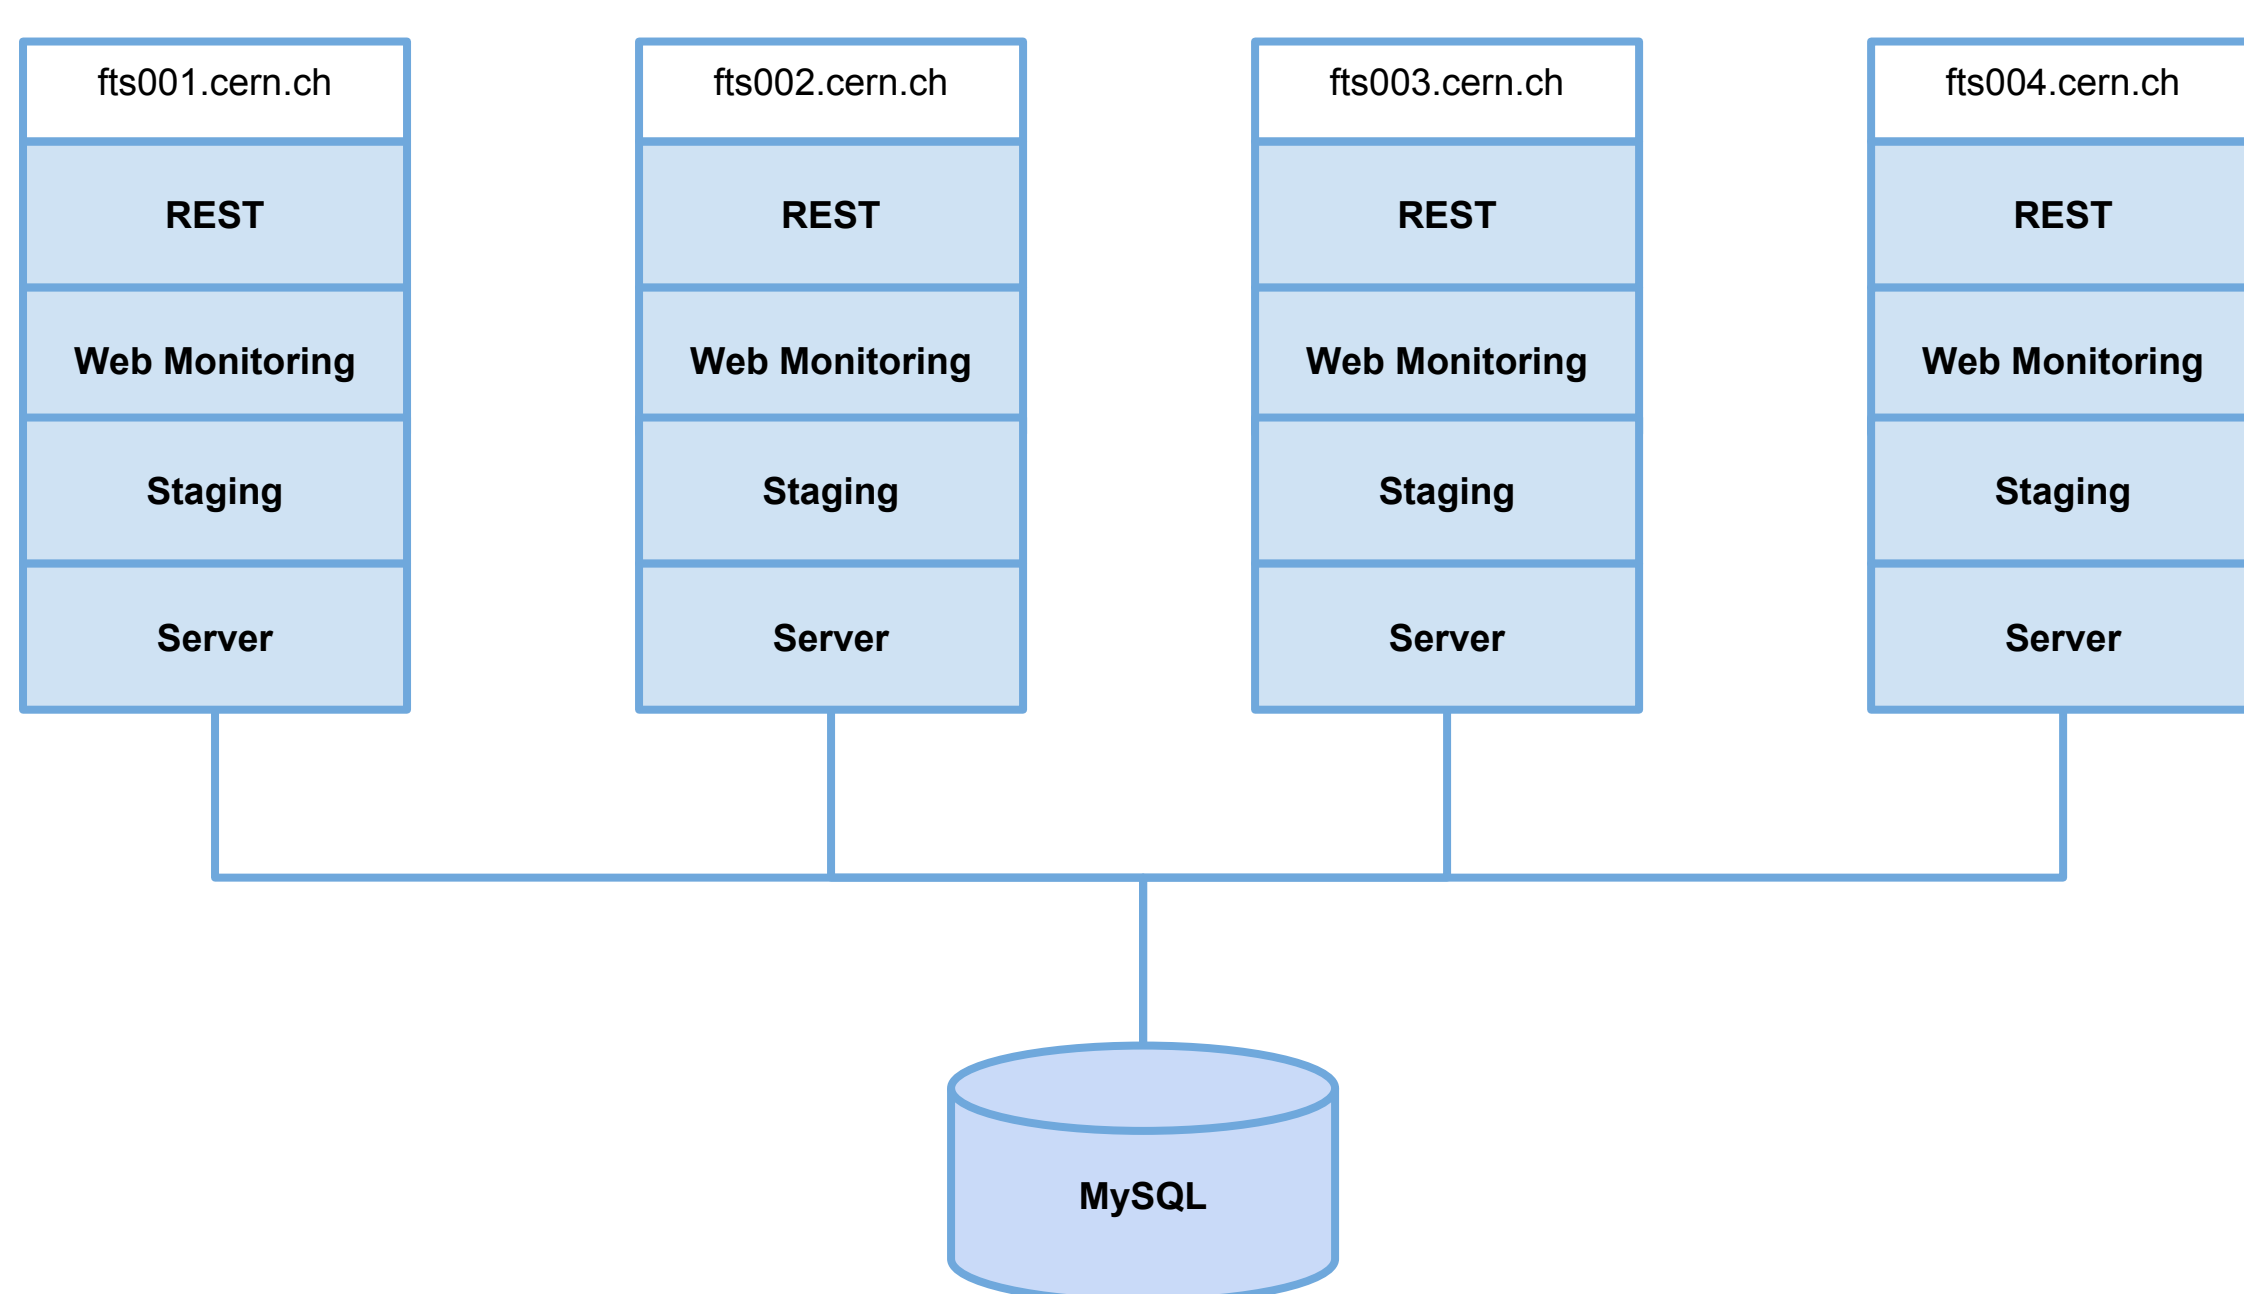 fts001.cern.ch
REST
Web Monitoring
Staging
Server
fts002.cern.ch
REST
Web Monitoring
Staging
Server
fts003.cern.ch
REST
Web Monitoring
Staging
Server
fts004.cern.ch
REST
Web Monitoring
Staging
Server
MySQL